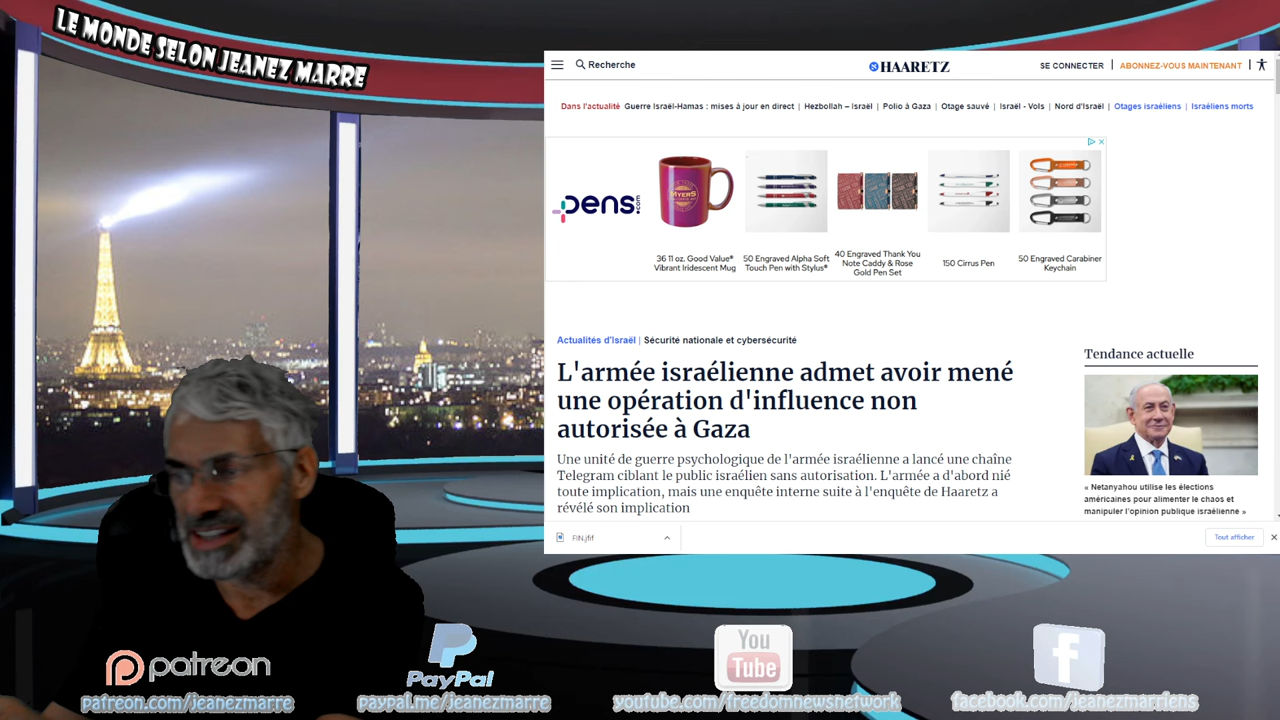 LE MONDE SELON JEANEZ MARRE
Recherche
HAARETZ
SE CONNECTER | ABONNEZ-VOUS MAINTENANT |
Dans l'actualité Guerre Israël-Hamas : mises à jour en direct | Hezbollah – Israël | Polio à Gaza | Otage sauvé | Israël - Vols | Nord d'Israël | Otages israéliens | Israéliens morts
pens.com
MYERS
36 11 oz. Good Value®
Vibrant Iridescent Mug
50 Engraved Alpha Soft
Touch Pen with Stylus®
40 Engraved Thank You
Note Caddy & Rose
Gold Pen Set
150 Cirrus Pen
50 Engraved Carabiner
Keychain
Actualités d'Israël | Sécurité nationale et cybersécurité
L'armée israélienne admet avoir mené
une opération d'influence non
autorisée à Gaza
Une unité de guerre psychologique de l'armée israélienne a lancé une chaîne
Telegram ciblant le public israélien sans autorisation. L'armée a d'abord nié
toute implication, mais une enquête interne suite à l'enquête de Haaretz a
révélé son implication
Tendance actuelle
« Netanyahou utilise les élections
américaines pour alimenter le chaos et
manipuler l'opinion publique israélienne »
FIN.jfif
Tout afficher
patreon
patreon.com/jeanezmarre
PayPal
paypal.me/jeanezmarre
You
Tube
youtube.com/freedomnewsnetwork
f
facebook.com/jeanezmarriens